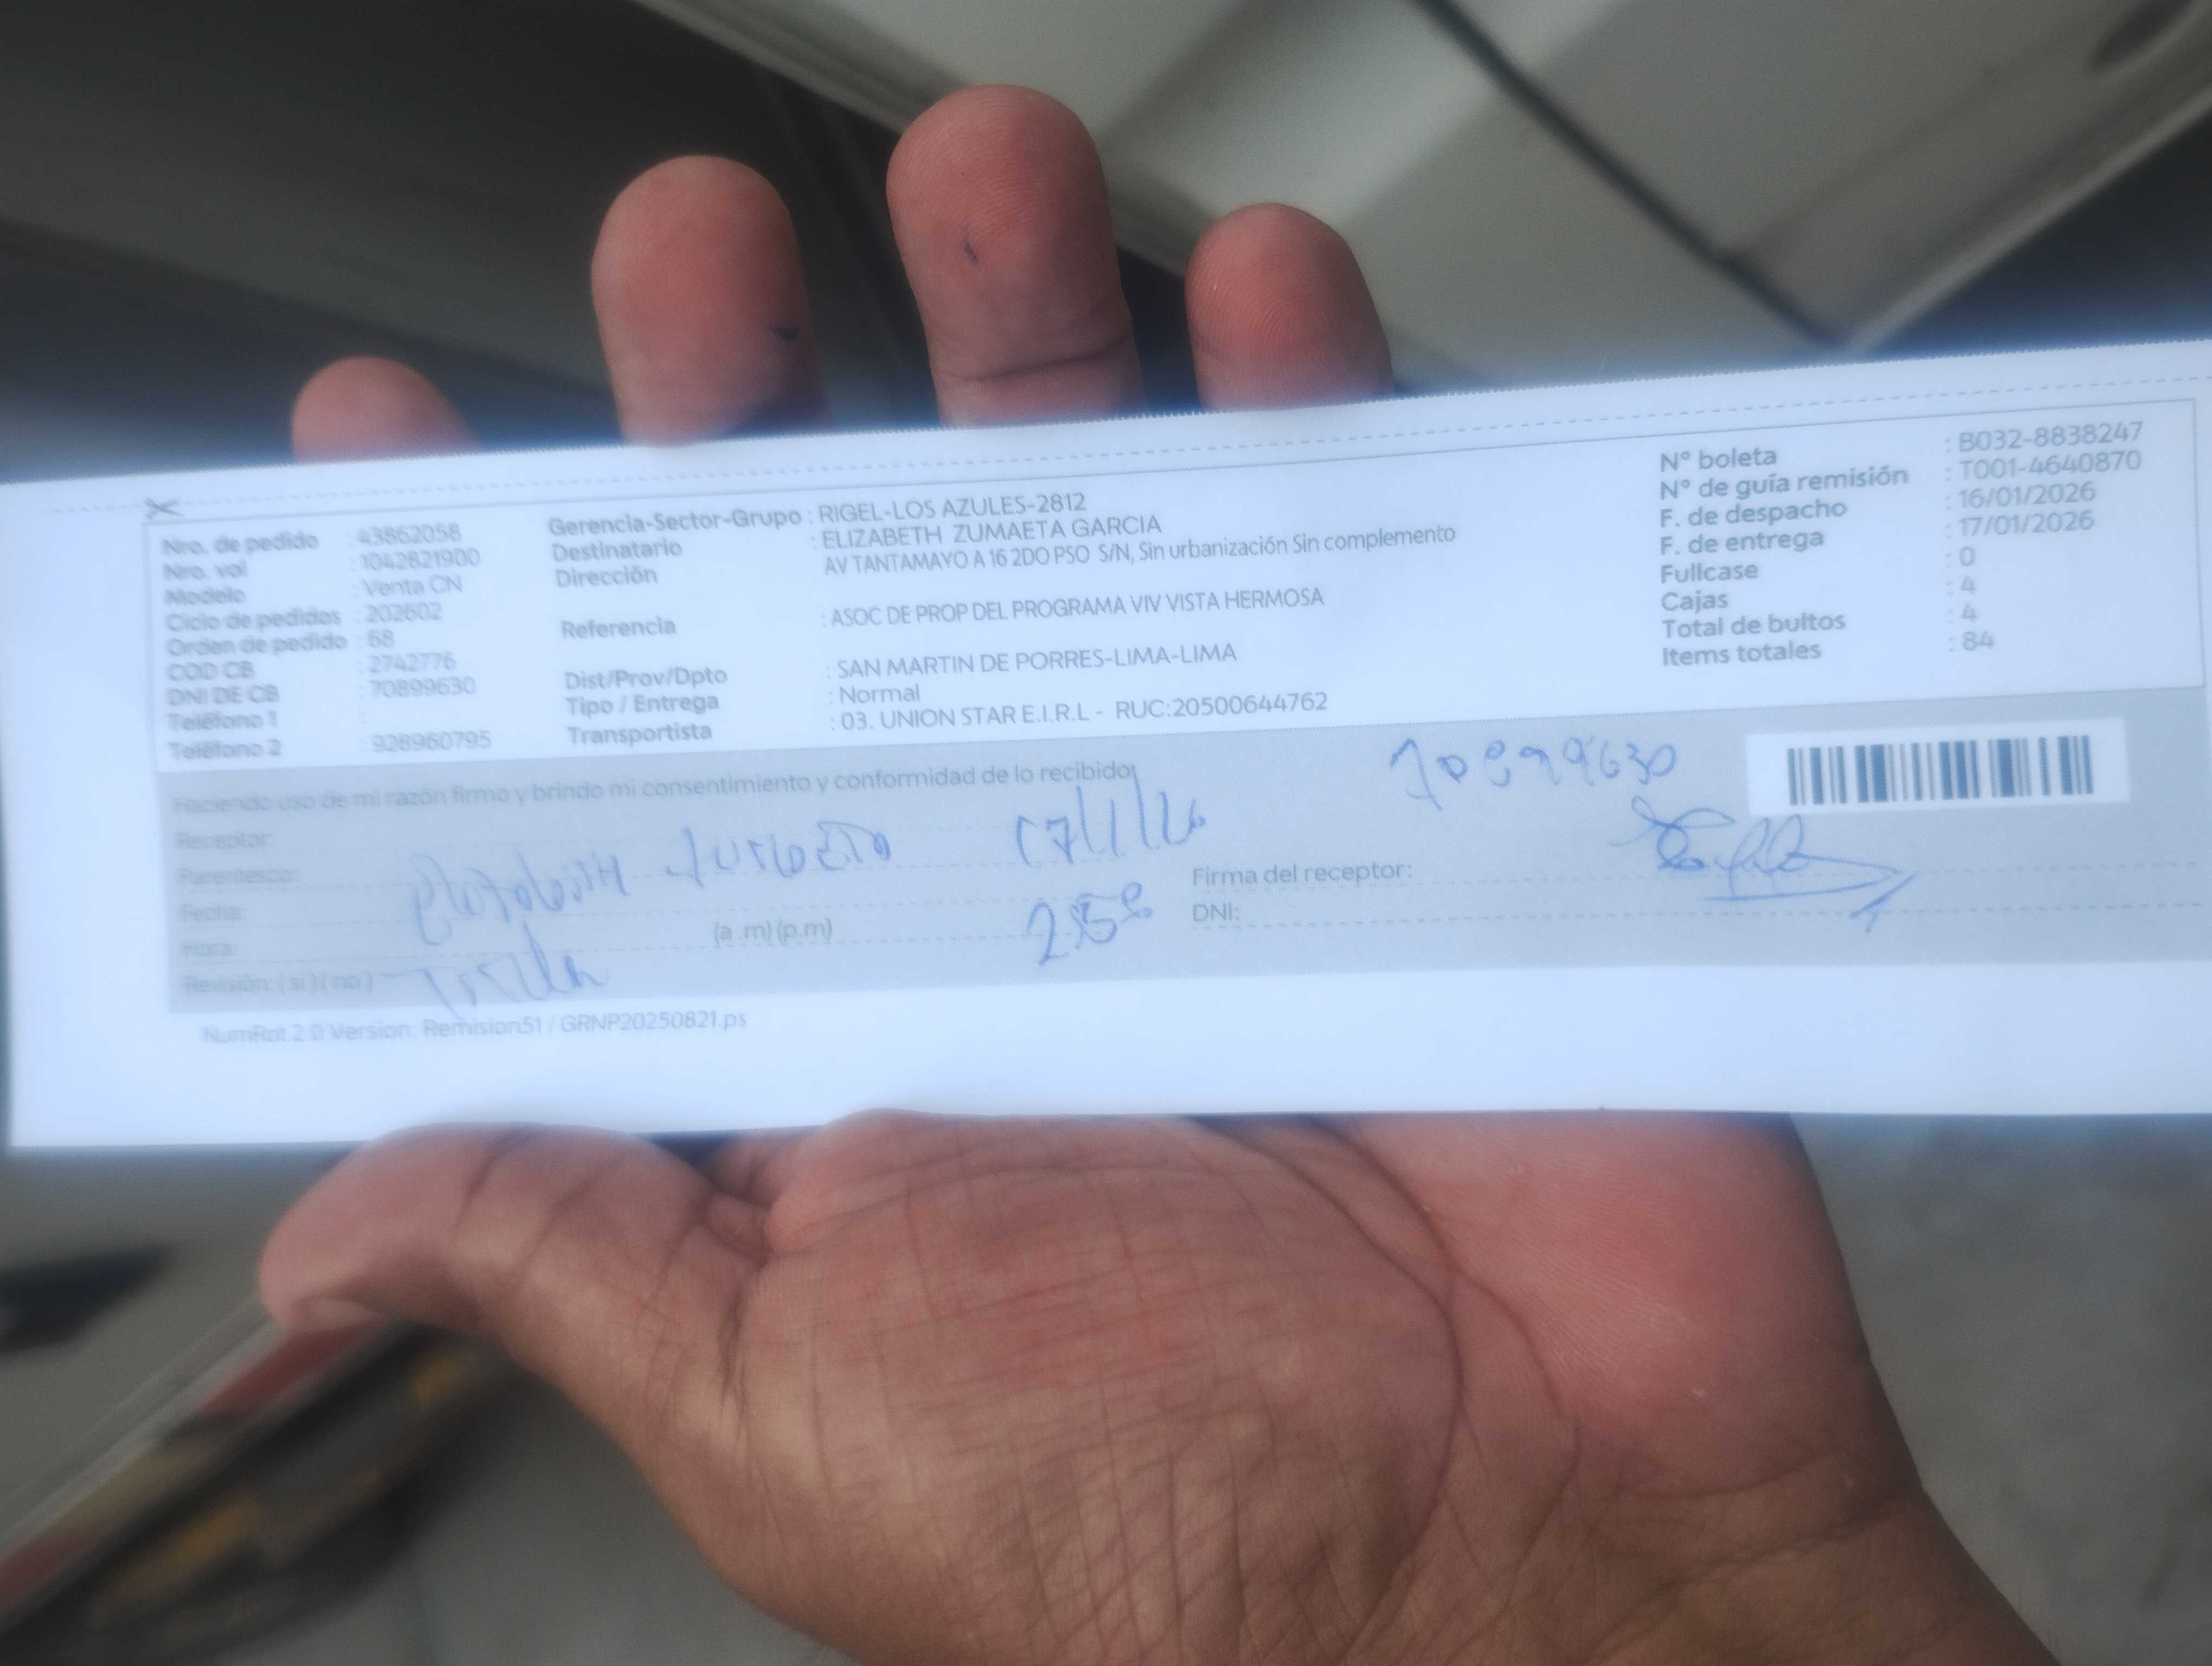 Nro. de pedido : 43862058
Nro. vol : 1042821900
Modelo : Venta CN
Ciclo de pedidos : 202602
Orden de pedido : 68
COD CB : 2742776
DNI DE CB : 70899630
Teléfono 1 :
Teléfono 2 : 928960795
Gerencia-Sector-Grupo : RIGEL-LOS AZULES-2812
Destinatario : ELIZABETH ZUMAETA GARCIA
Dirección AV TANTAMAYO A 16 2DO PSO S/N, Sin urbanización Sin complemento
Referencia : ASOC DE PROP DEL PROGRAMA VIV VISTA HERMOSA
Dist/Prov/Dpto : SAN MARTIN DE PORRES-LIMA-LIMA
Tipo / Entrega : Normal
Transportista : 03. UNION STAR E.I.R.L - RUC:20500644762
N° boleta : B032-8838247
N° de guía remisión : T001-4640870
F. de despacho : 16/01/2026
F. de entrega : 17/01/2026
Fullcase : 0
Cajas : 4
Total de bultos : 4
Items totales : 84
Haciendo uso de mi razón firmo y brindo mi consentimiento y conformidad de lo recibido
70899630
Receptor:
Parentesco:
17/1/26
Fecha:
Hora: (a .m) (p.m)
Revisión: ( si ) ( no )
Firma del receptor:
DNI:
NumRot 2.0 Version: Remision51 / GRNP20250821.ps